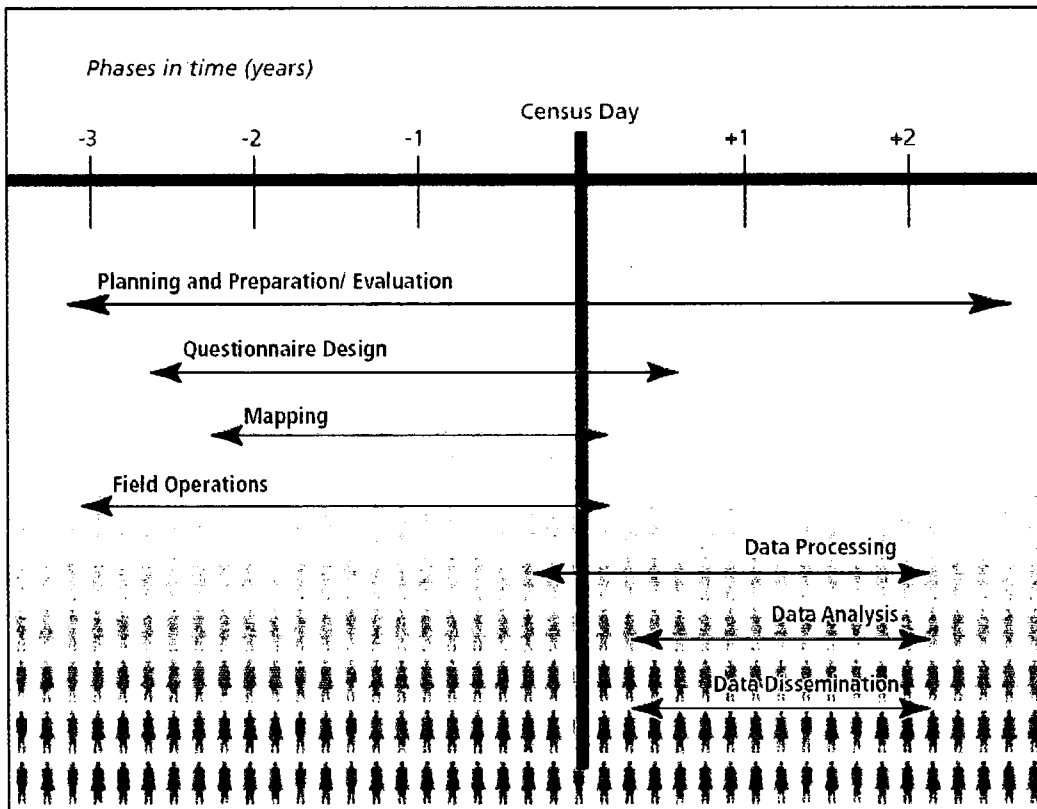 Phases in time (years)
Census Day
-3 -2 -1 +1 +2
Planning and Preparation/ Evaluation
Questionnaire Design
Mapping
Field Operations
Data Processing
Data Analysis
Data Dissemination